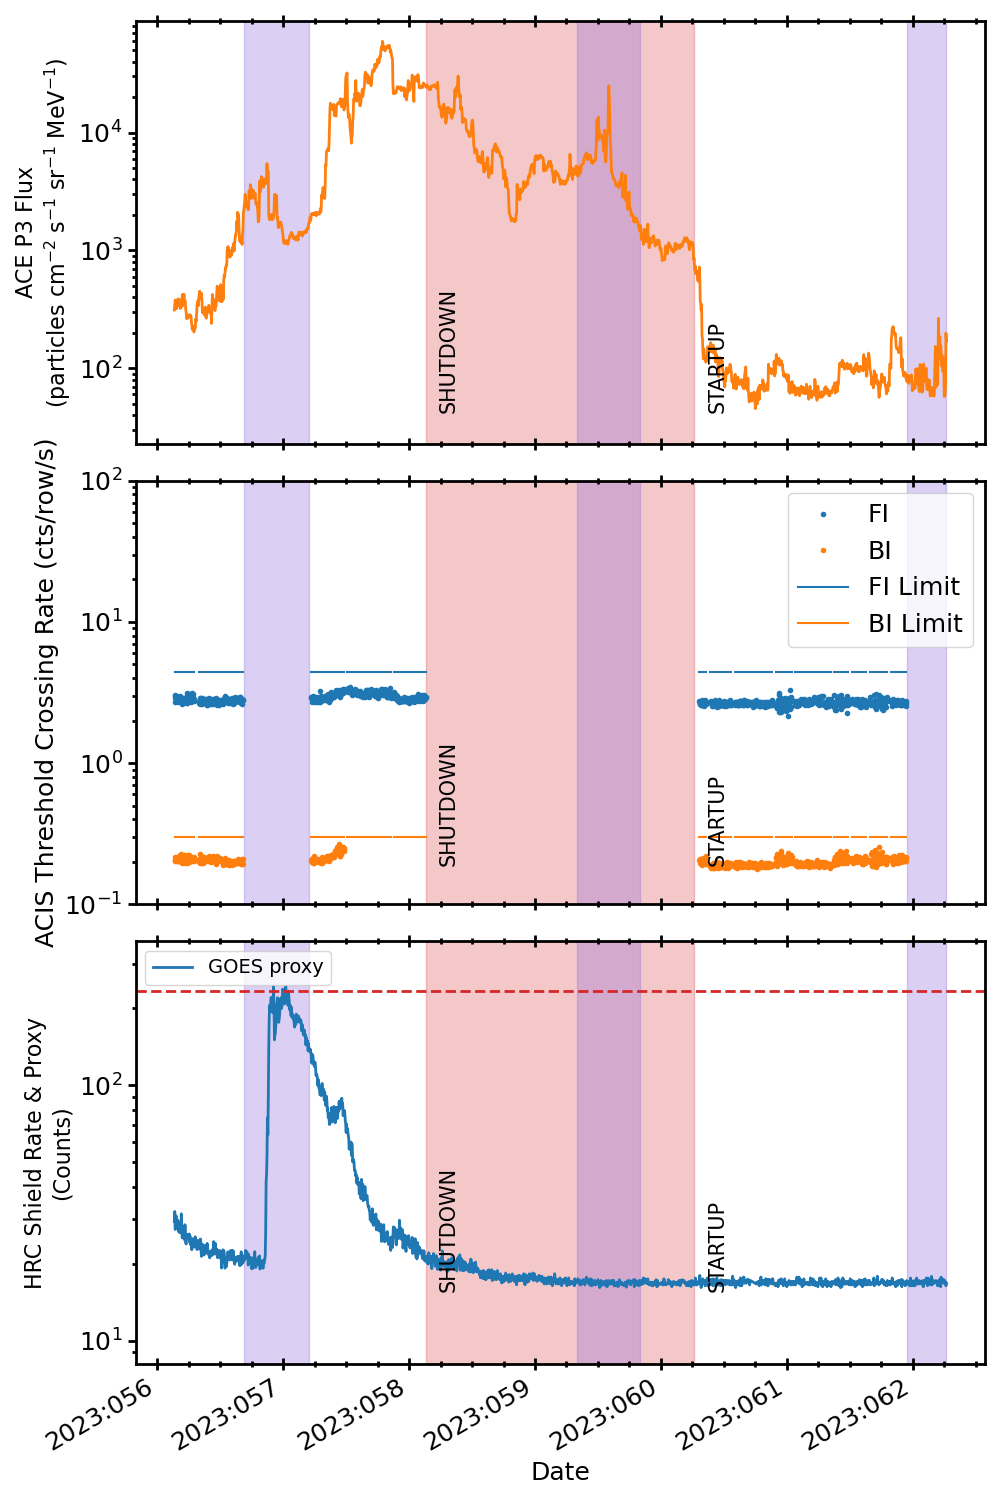 ACE P3 Flux
(particles cm⁻² s⁻¹ sr⁻¹ MeV⁻¹)
10⁴
10³
10²
SHUTDOWN
STARTUP
ACIS Threshold Crossing Rate (cts/row/s)
10²
10¹
10⁰
10⁻¹
FI
BI
FI Limit
BI Limit
SHUTDOWN
STARTUP
HRC Shield Rate & Proxy
(Counts)
10²
10¹
GOES proxy
SHUTDOWN
STARTUP
2023:056
2023:057
2023:058
2023:059
2023:060
2023:061
2023:062
Date